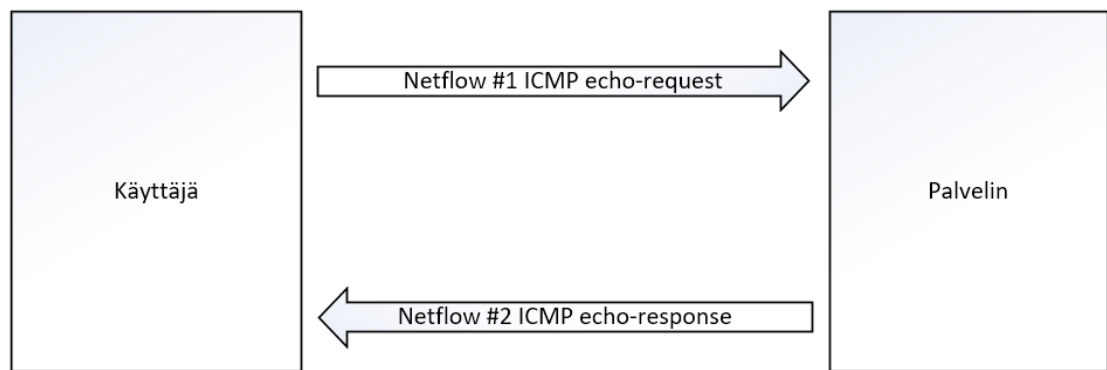 Netflow #1 ICMP echo-request
Käyttäjä
Palvelin
Netflow #2 ICMP echo-response